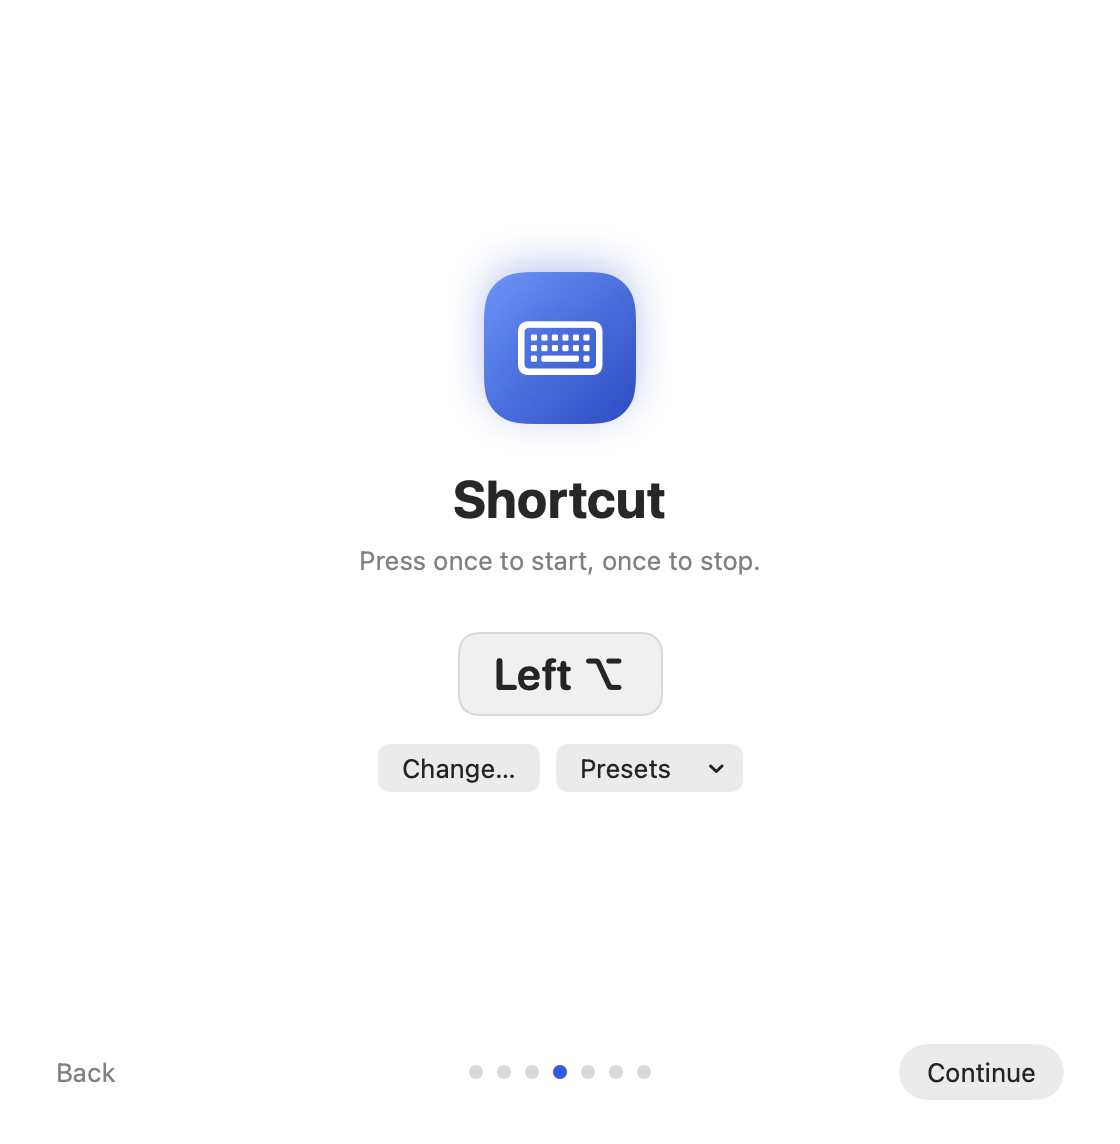 Shortcut
Press once to start, once to stop.
Left ⌥
Change...
Presets
Back
Continue